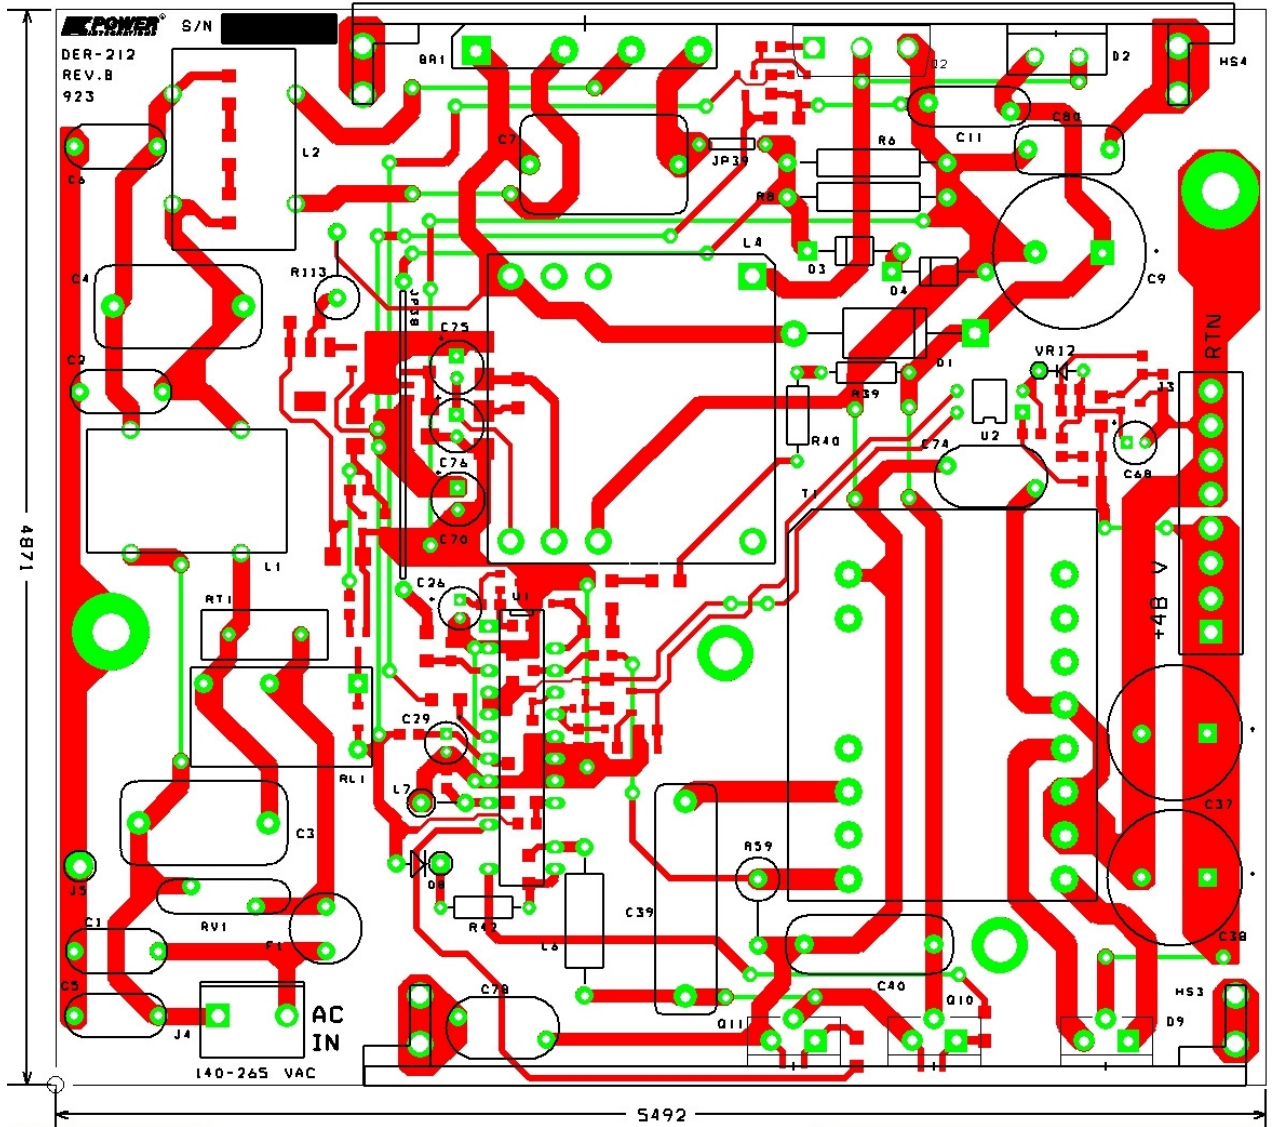 POWER INTEGRATIONS®
S/N
DER-212
REV.B
923
BR1
Q2
D2
HS4
C6
L2
C7
JP39
R6
C11
C80
R8
L4
D3
D4
C9
C4
R113
JP38
C75
C2
D1
VR12
RTN
J3
R39
R40
C74
U2
C68
C76
T1
C70
L1
4871
C26
U1
+48 V
RT1
C29
RL1
L7
C37
C3
D8
R59
J5
R42
C39
C1
RV1
F1
L6
C38
C5
C78
C40
Q10
HS3
J4
AC
IN
Q11
D9
140-265 VAC
5492